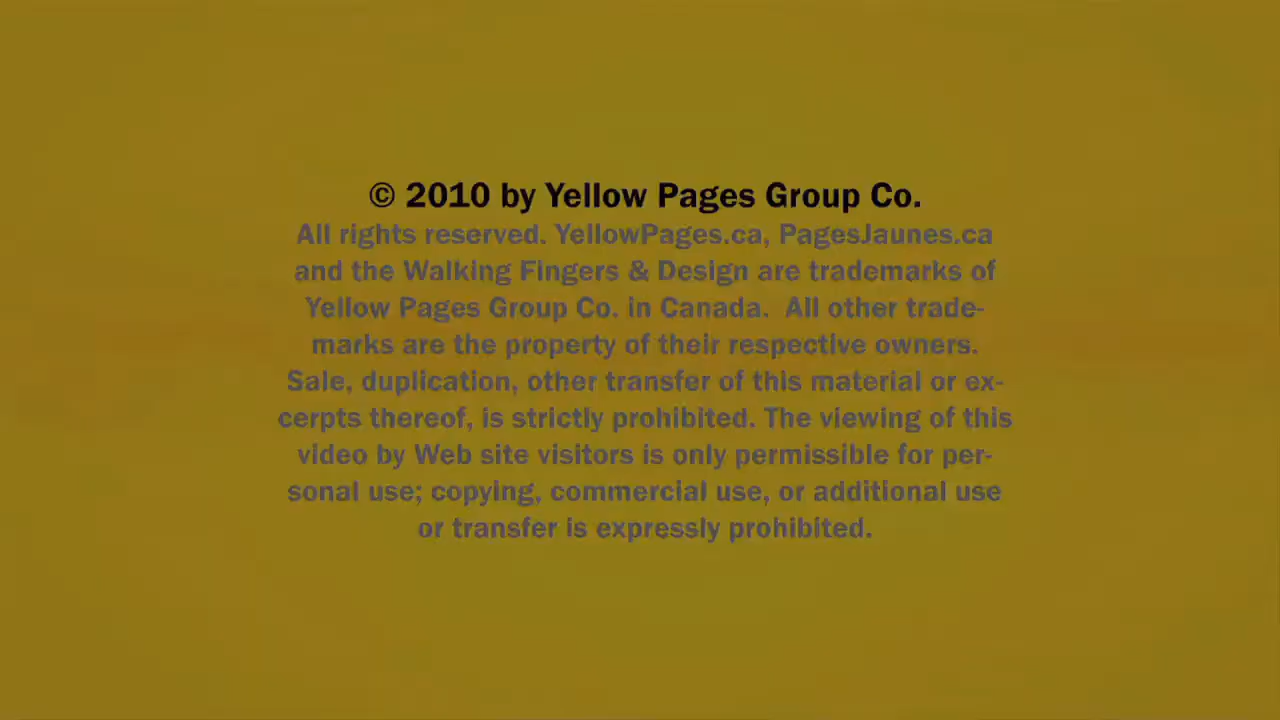 © 2010 by Yellow Pages Group Co.
All rights reserved. YellowPages.ca, PagesJaunes.ca
and the Walking Fingers & Design are trademarks of
Yellow Pages Group Co. in Canada.  All other trade-
marks are the property of their respective owners.
Sale, duplication, other transfer of this material or ex-
cerpts thereof, is strictly prohibited. The viewing of this
video by Web site visitors is only permissible for per-
sonal use; copying, commercial use, or additional use
or transfer is expressly prohibited.